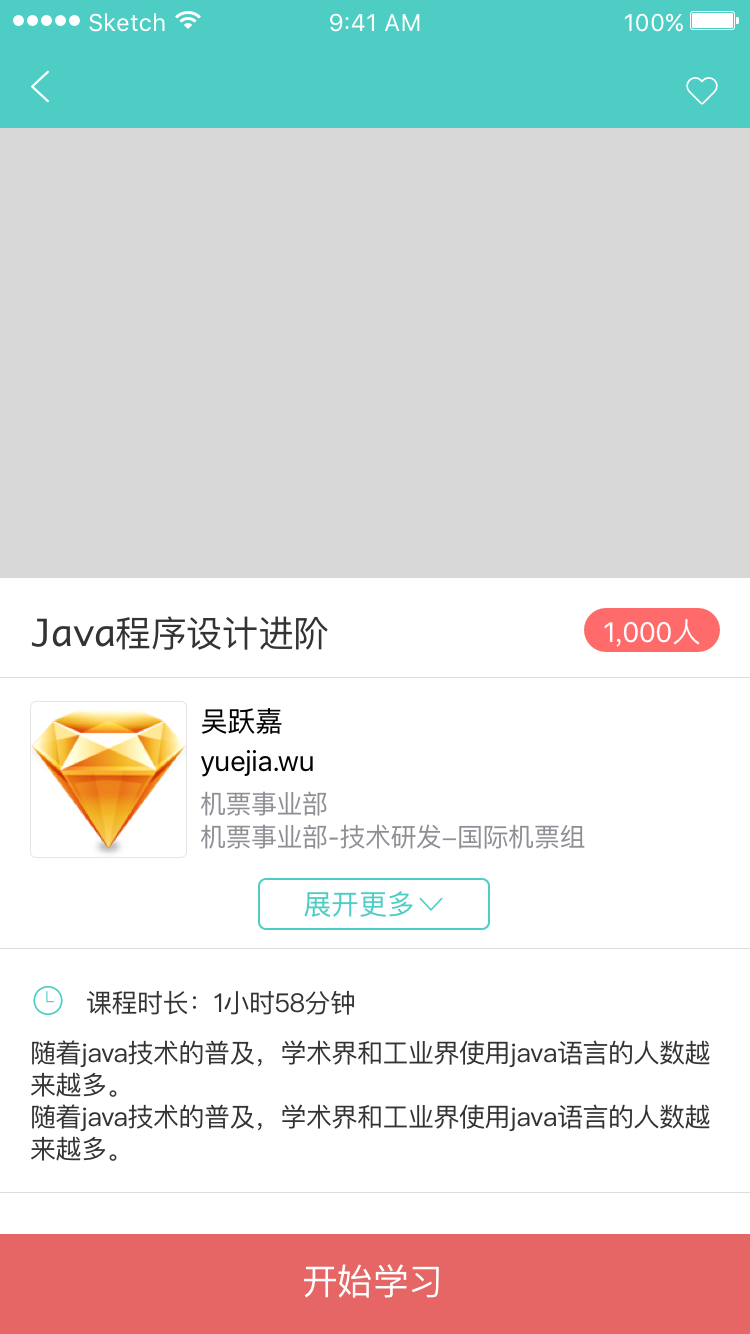 Sketch 9:41 AM 100%
Java程序设计进阶 1,000人
吴跃嘉
yuejia.wu
机票事业部
机票事业部-技术研发–国际机票组
展开更多
课程时长：1小时58分钟
随着java技术的普及，学术界和工业界使用java语言的人数越
来越多。
随着java技术的普及，学术界和工业界使用java语言的人数越
来越多。
开始学习